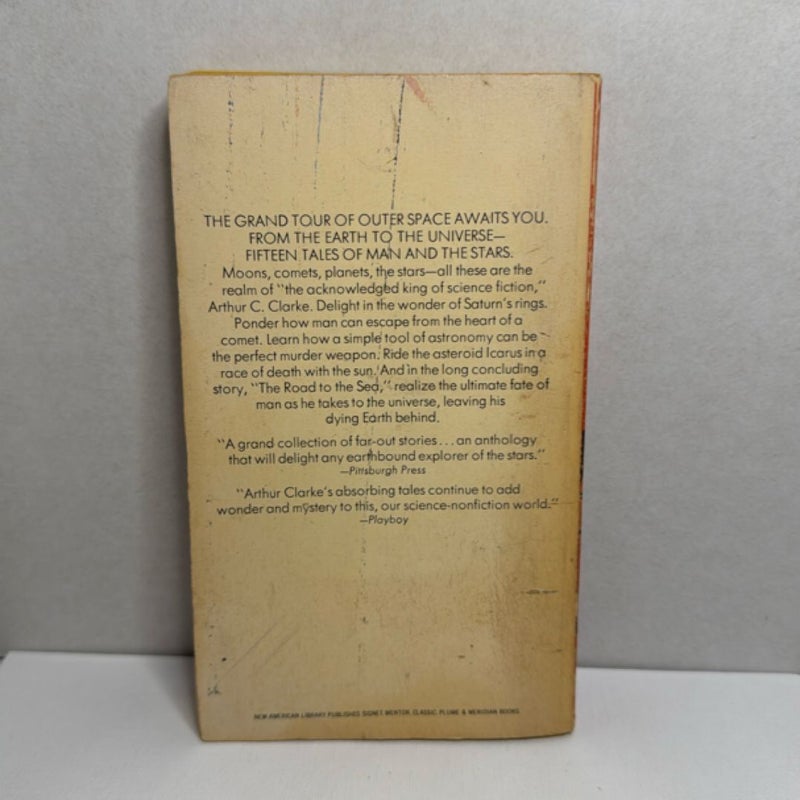 THE GRAND TOUR OF OUTER SPACE AWAITS YOU.
FROM THE EARTH TO THE UNIVERSE—
FIFTEEN TALES OF MAN AND THE STARS.
Moons, comets, planets, the stars—all these are the
realm of "the acknowledged king of science fiction,"
Arthur C. Clarke. Delight in the wonder of Saturn's rings.
Ponder how man can escape from the heart of a
comet. Learn how a simple tool of astronomy can be
the perfect murder weapon. Ride the asteroid Icarus in a
race of death with the sun. And in the long concluding
story, "The Road to the Sea," realize the ultimate fate of
man as he takes to the universe, leaving his
dying Earth behind.
"A grand collection of far-out stories...an anthology
that will delight any earthbound explorer of the stars."
—Pittsburgh Press
"Arthur Clarke's absorbing tales continue to add
wonder and mystery to this, our science-nonfiction world."
—Playboy
NEW AMERICAN LIBRARY PUBLISHES SIGNET, MENTOR, CLASSIC, PLUME & MERIDIAN BOOKS